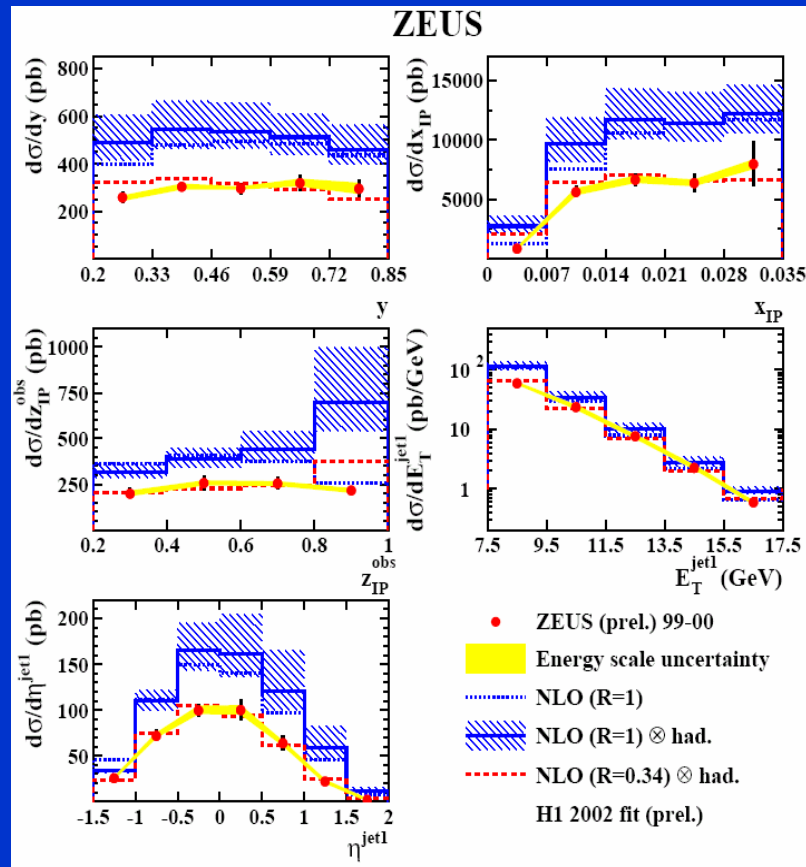 ZEUS
dσ/dy (pb)
800
600
400
200
0.2 0.33 0.46 0.59 0.72 0.85
y
dσ/dx_IP (pb)
15000
10000
5000
0 0.007 0.014 0.021 0.028 0.035
x_IP
dσ/dz_IP^obs (pb)
1000
750
500
250
0.2 0.4 0.6 0.8 1
z_IP^obs
dσ/dE_T^jet1 (pb/GeV)
10^2
10
1
7.5 9.5 11.5 13.5 15.5 17.5
E_T^jet1 (GeV)
dσ/dη^jet1 (pb)
200
150
100
50
-1.5 -1 -0.5 0 0.5 1 1.5 2
η^jet1
ZEUS (prel.) 99-00
Energy scale uncertainty
NLO (R=1)
NLO (R=1) ⊗ had.
NLO (R=0.34) ⊗ had.
H1 2002 fit (prel.)